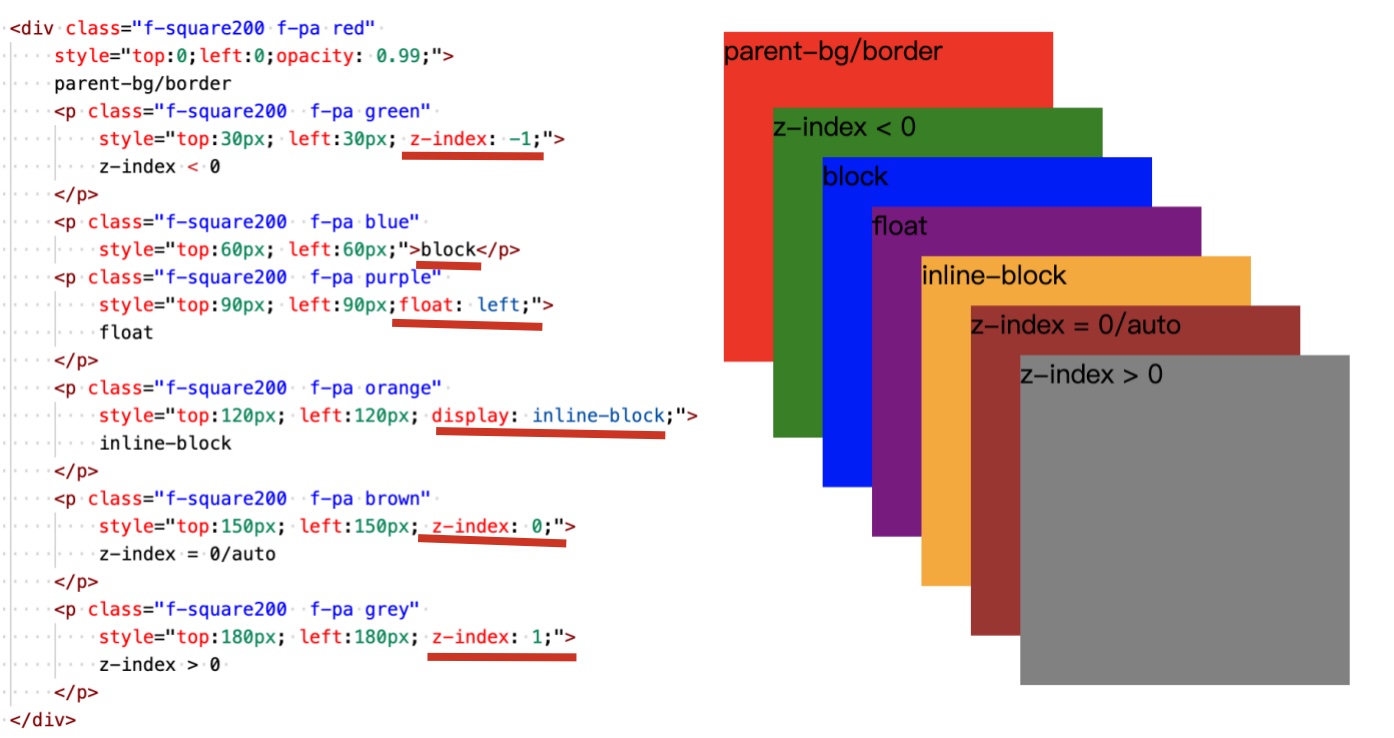 <div class="f-square200 f-pa red"
style="top:0;left:0;opacity: 0.99;">
parent-bg/border
<p class="f-square200  f-pa green"
style="top:30px; left:30px; z-index: -1;">
z-index < 0
</p>
<p class="f-square200  f-pa blue"
style="top:60px; left:60px;">block</p>
<p class="f-square200  f-pa purple"
style="top:90px; left:90px;float: left;">
float
</p>
<p class="f-square200  f-pa orange"
style="top:120px; left:120px; display: inline-block;">
inline-block
</p>
<p class="f-square200  f-pa brown"
style="top:150px; left:150px; z-index: 0;">
z-index = 0/auto
</p>
<p class="f-square200  f-pa grey"
style="top:180px; left:180px; z-index: 1;">
z-index > 0
</p>
</div>
parent-bg/border
z-index < 0
block
float
inline-block
z-index = 0/auto
z-index > 0